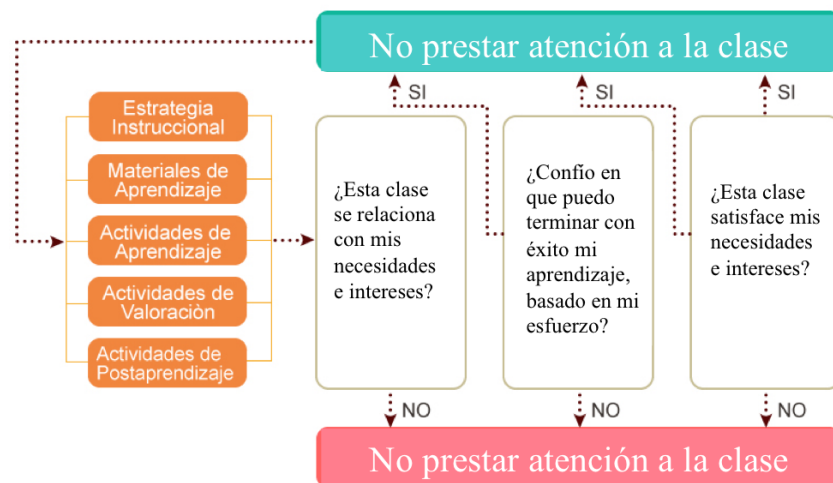 No prestar atención a la clase
SI
SI
SI
Estrategia
Instruccional
Materiales de
Aprendizaje
Actividades de
Aprendizaje
Actividades de
Valoraciòn
Actividades de
Postaprendizaje
¿Esta clase
se relaciona
con mis
necesidades
e intereses?
¿Confío en
que puedo
terminar con
éxito mi
aprendizaje,
basado en mi
esfuerzo?
¿Esta clase
satisface mis
necesidades
e intereses?
NO
NO
NO
No prestar atención a la clase